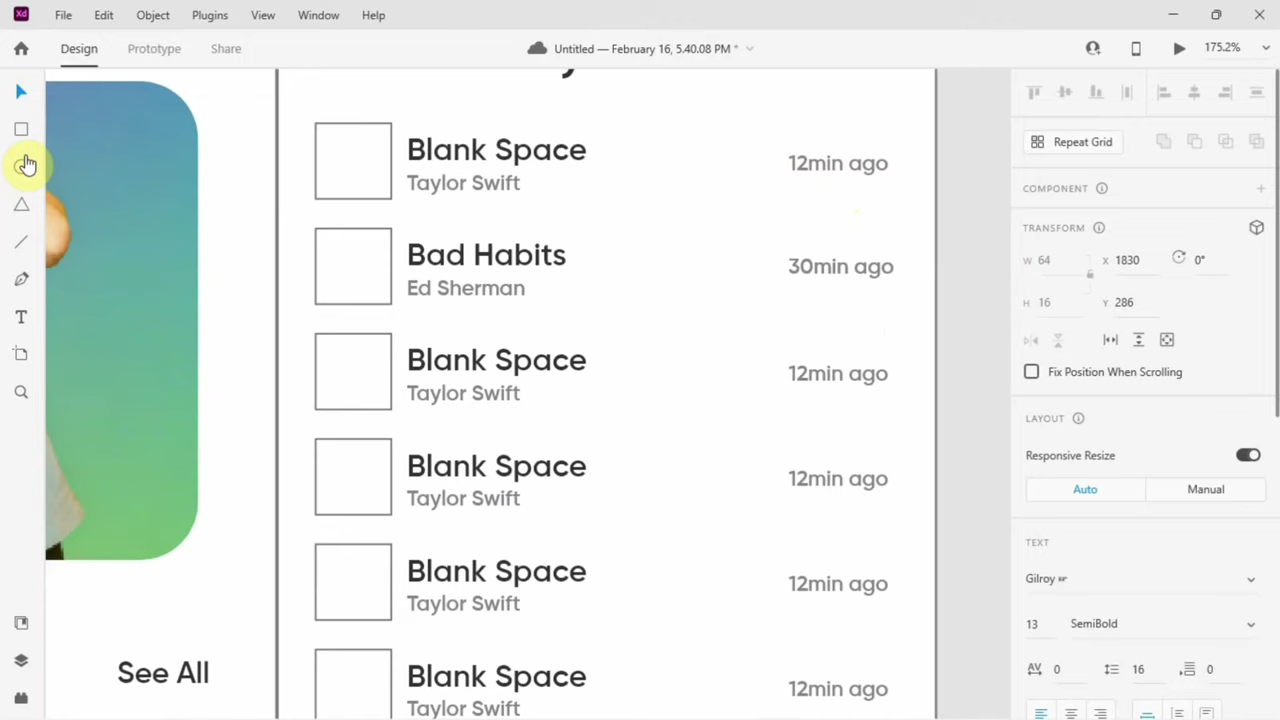 Xd File Edit Object Plugins View Window Help
Design Prototype Share Untitled — February 16, 5.40.08 PM * 175.2%
Repeat Grid
COMPONENT
TRANSFORM
W 64 X 1830 0°
H 16 Y 286
Fix Position When Scrolling
LAYOUT
Responsive Resize
Auto Manual
TEXT
Gilroy
13 SemiBold
AV 0 16 0
T
Blank Space
Taylor Swift
12min ago
Bad Habits
Ed Sherman
30min ago
Blank Space
Taylor Swift
12min ago
Blank Space
Taylor Swift
12min ago
Blank Space
Taylor Swift
12min ago
Blank Space
Taylor Swift
12min ago
See All